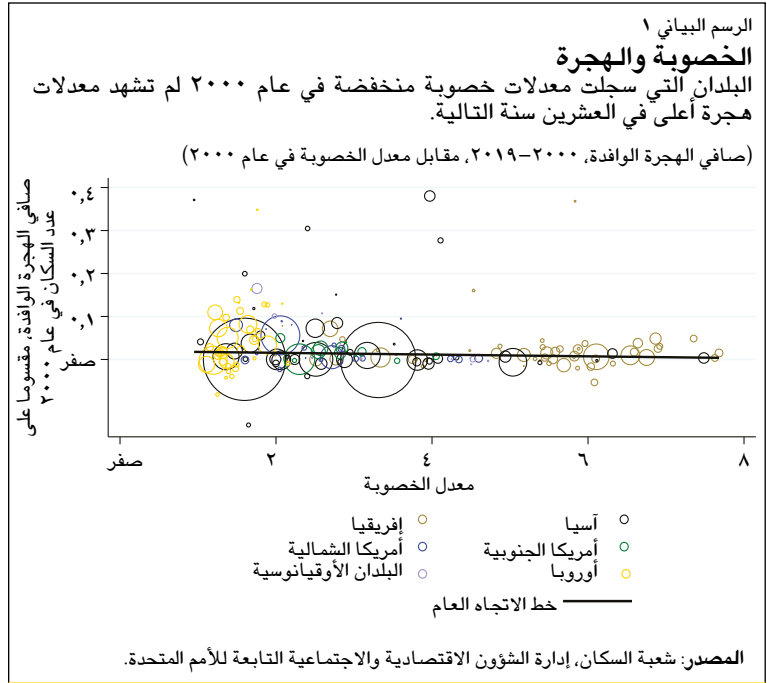 الرسم البياني ١
الخصوبة والهجرة
البلدان التي سجلت معدلات خصوبة منخفضة في عام ٢٠٠٠ لم تشهد معدلات
هجرة أعلى في العشرين سنة التالية.
(صافي الهجرة الوافدة، ٢٠٠٠–٢٠١٩، مقابل معدل الخصوبة في عام ٢٠٠٠)
صافي الهجرة الوافدة، مقسوما على
عدد السكان في عام ٢٠٠٠
٠,٤
٠,٣
٠,٢
٠,١
صفر
صفر ٢ ٤ ٦ ٨
معدل الخصوبة
آسيا إفريقيا
أمريكا الجنوبية أمريكا الشمالية
أوروبا البلدان الأوقيانوسية
خط الاتجاه العام
المصدر: شعبة السكان، إدارة الشؤون الاقتصادية والاجتماعية التابعة للأمم المتحدة.